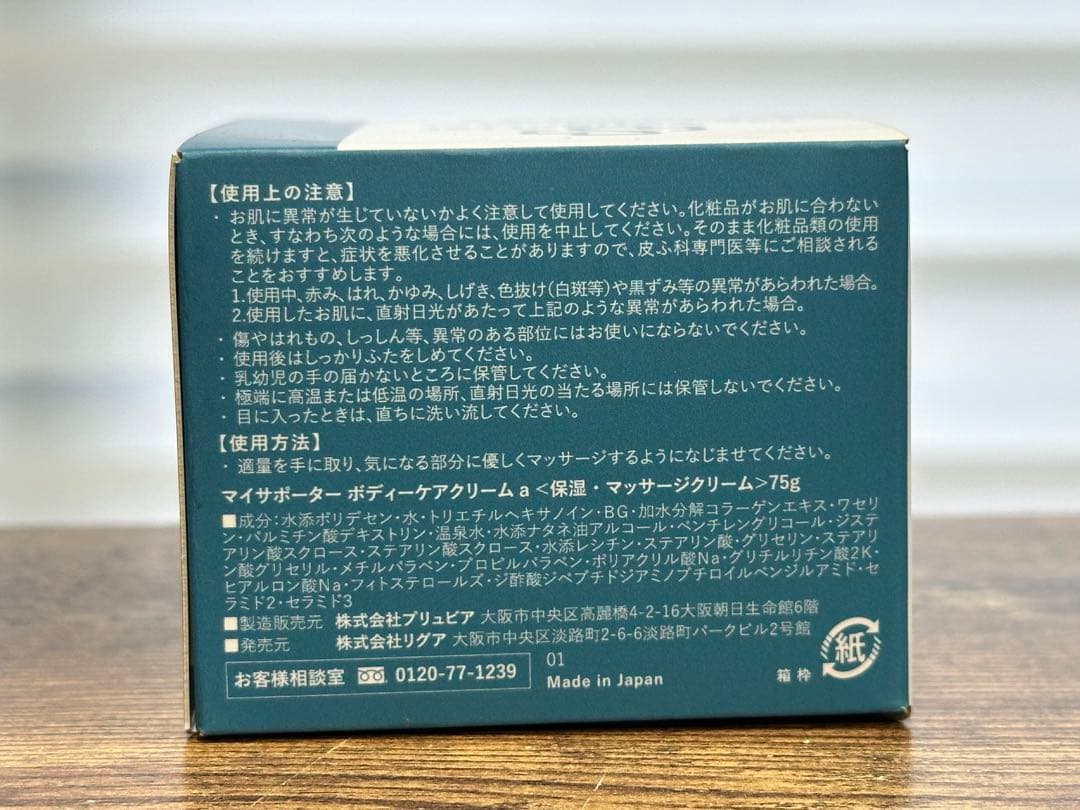 【使用上の注意】
・お肌に異常が生じていないかよく注意して使用してください。化粧品がお肌に合わない
とき、すなわち次のような場合には、使用を中止してください。そのまま化粧品類の使用
を続けますと、症状を悪化させることがありますので、皮ふ科専門医等にご相談される
ことをおすすめします。
1.使用中、赤み、はれ、かゆみ、しげき、色抜け(白斑等)や黒ずみ等の異常があらわれた場合。
2.使用したお肌に、直射日光があたって上記のような異常があらわれた場合。
・傷やはれもの、しっしん等、異常のある部位にはお使いにならないでください。
・使用後はしっかりふたをしめてください。
・乳幼児の手の届かないところに保管してください。
・極端に高温または低温の場所、直射日光の当たる場所には保管しないでください。
・目に入ったときは、直ちに洗い流してください。
【使用方法】
・適量を手に取り、気になる部分に優しくマッサージするようになじませてください。
マイサポーター ボディーケアクリーム a <保湿・マッサージクリーム>75g
■成分:水添ポリデセン・水・トリエチルヘキサノイン・BG・加水分解コラーゲンエキス・ワセリ
ン・パルミチン酸デキストリン・温泉水・水添ナタネ油アルコール・ペンチレングリコール・ジステ
アリン酸スクロース・ステアリン酸スクロース・水添レシチン・ステアリン酸・グリセリン・ステアリ
ン酸グリセリル・メチルパラベン・プロピルパラベン・ポリアクリル酸Na・グリチルリチン酸2K・
ヒアルロン酸Na・フィトステロールズ・ジ酢酸ジペプチドジアミノブチロイルベンジルアミド・セ
ラミド2・セラミド3
■製造販売元 株式会社プリュビア 大阪市中央区高麗橋4-2-16大阪朝日生命館6階
■発売元 株式会社リグア 大阪市中央区淡路町2-6-6淡路町パークビル2号館
お客様相談室 0120-77-1239
01
Made in Japan
紙
箱 枠